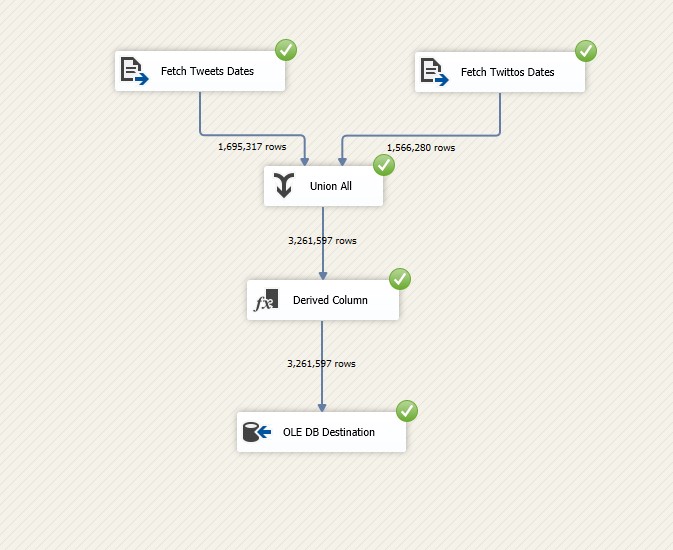 Fetch Tweets Dates
Fetch Twittos Dates
1,695,317 rows
1,566,280 rows
Union All
3,261,597 rows
fx
Derived Column
3,261,597 rows
OLE DB Destination